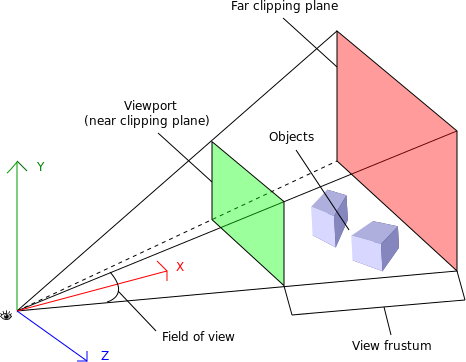 Far clipping plane
Viewport
(near clipping plane)
Objects
Y
X
Field of view
Z
View frustum